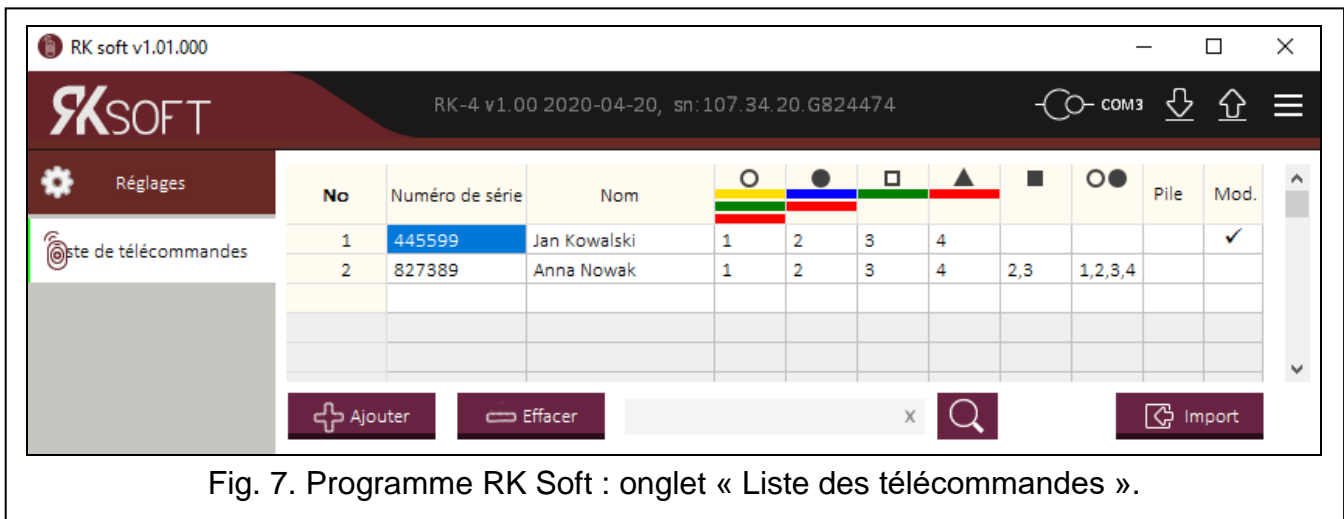 RK soft v1.01.000
RKSOFT
RK-4 v1.00 2020-04-20, sn:107.34.20.G824474
COM3
Réglages
ste de télécommandes
No Numéro de série Nom Pile Mod.
1 445599 Jan Kowalski 1 2 3 4
2 827389 Anna Nowak 1 2 3 4 2,3 1,2,3,4
Ajouter Effacer x Import
Fig. 7. Programme RK Soft : onglet « Liste des télécommandes ».